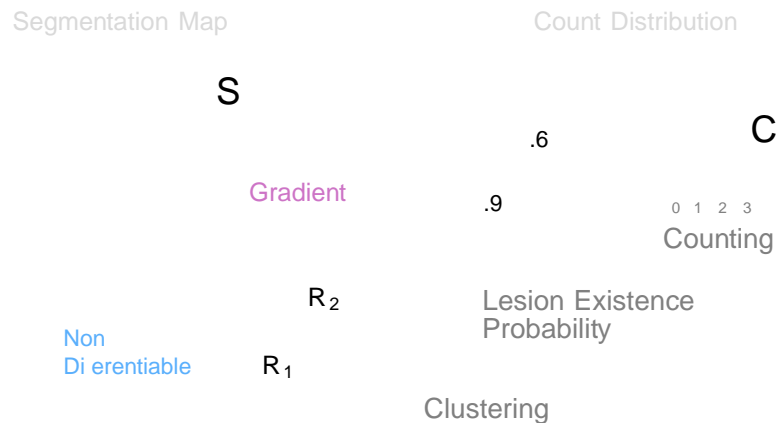 Segmentation Map
Count Distribution
S
C
.6
Gradient
.9
0 1 2 3
Counting
R2
Lesion Existence
Probability
Non
Di erentiable
R1
Clustering